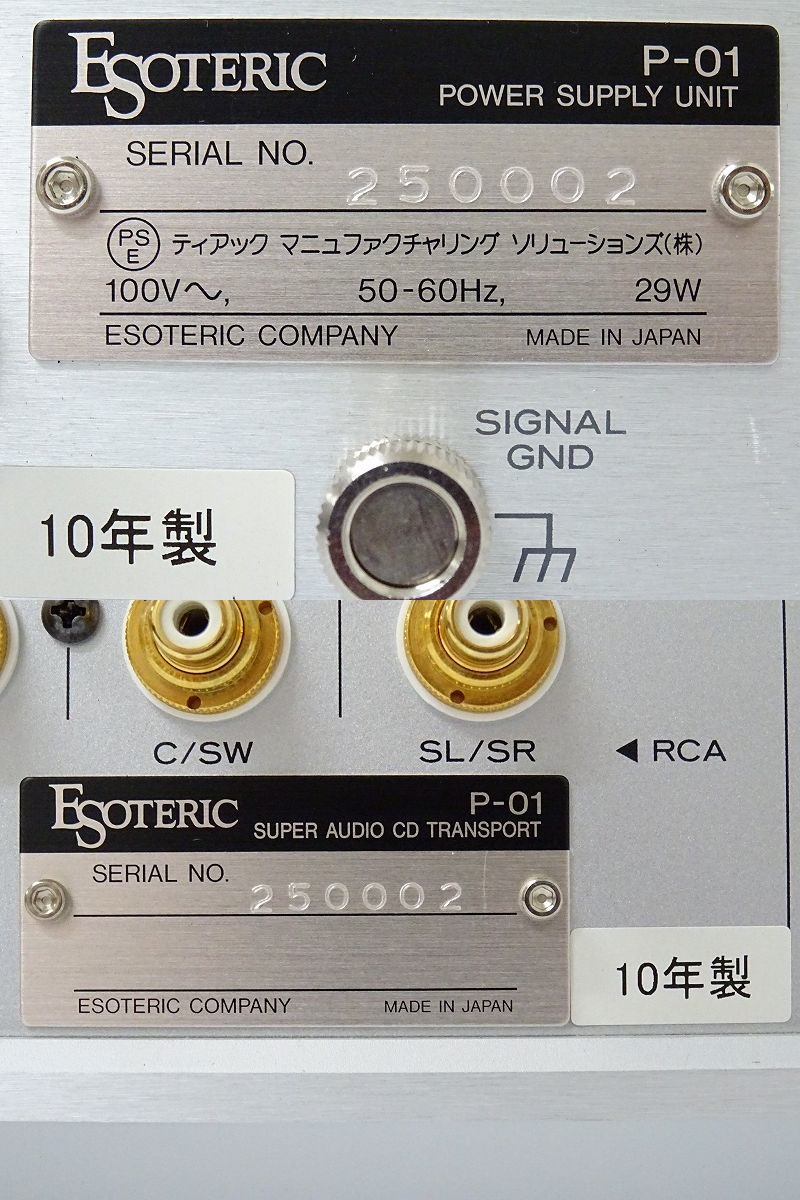 ESOTERIC
P-01
POWER SUPPLY UNIT
SERIAL NO.
250002
PS
E
ティアック マニュファクチャリング ソリューションズ(株)
100V～, 50-60Hz, 29W
ESOTERIC COMPANY MADE IN JAPAN
SIGNAL
GND
10年製
C/SW SL/SR ◀ RCA
ESOTERIC
P-01
SUPER AUDIO CD TRANSPORT
SERIAL NO.
250002
ESOTERIC COMPANY MADE IN JAPAN
10年製